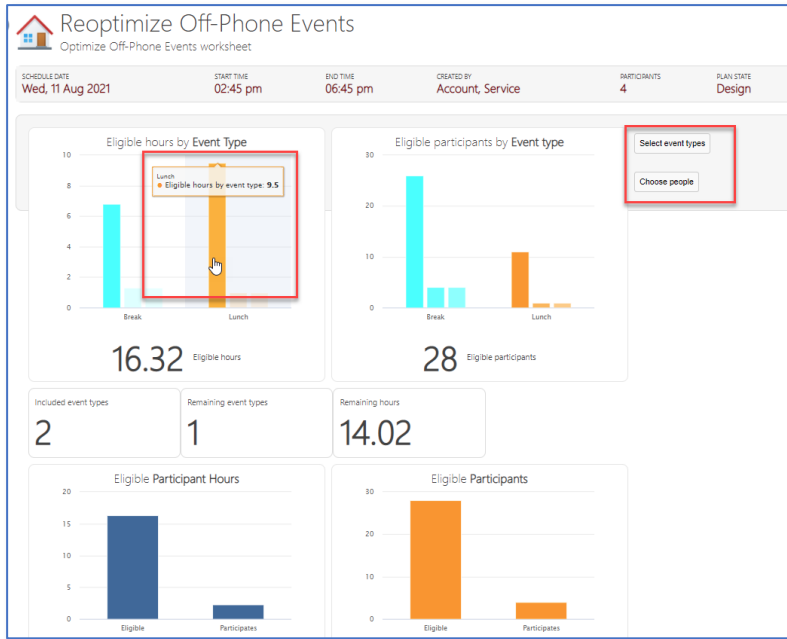 Reoptimize Off-Phone Events
Optimize Off-Phone Events worksheet
SCHEDULE DATE START TIME END TIME CREATED BY PARTICIPANTS PLAN STATE
Wed, 11 Aug 2021 02:45 pm 06:45 pm Account, Service 4 Design
Eligible hours by Event Type
10
8
6
4
2
0
Lunch
Eligible hours by event type: 9.5
Break Lunch
16.32 Eligible hours
Eligible participants by Event type
30
20
10
0
Break Lunch
28 Eligible participants
Select event types
Choose people
Included event types
2
Remaining event types
1
Remaining hours
14.02
Eligible Participant Hours
20
15
10
5
0
Eligible Participates
Eligible Participants
30
20
10
0
Eligible Participates